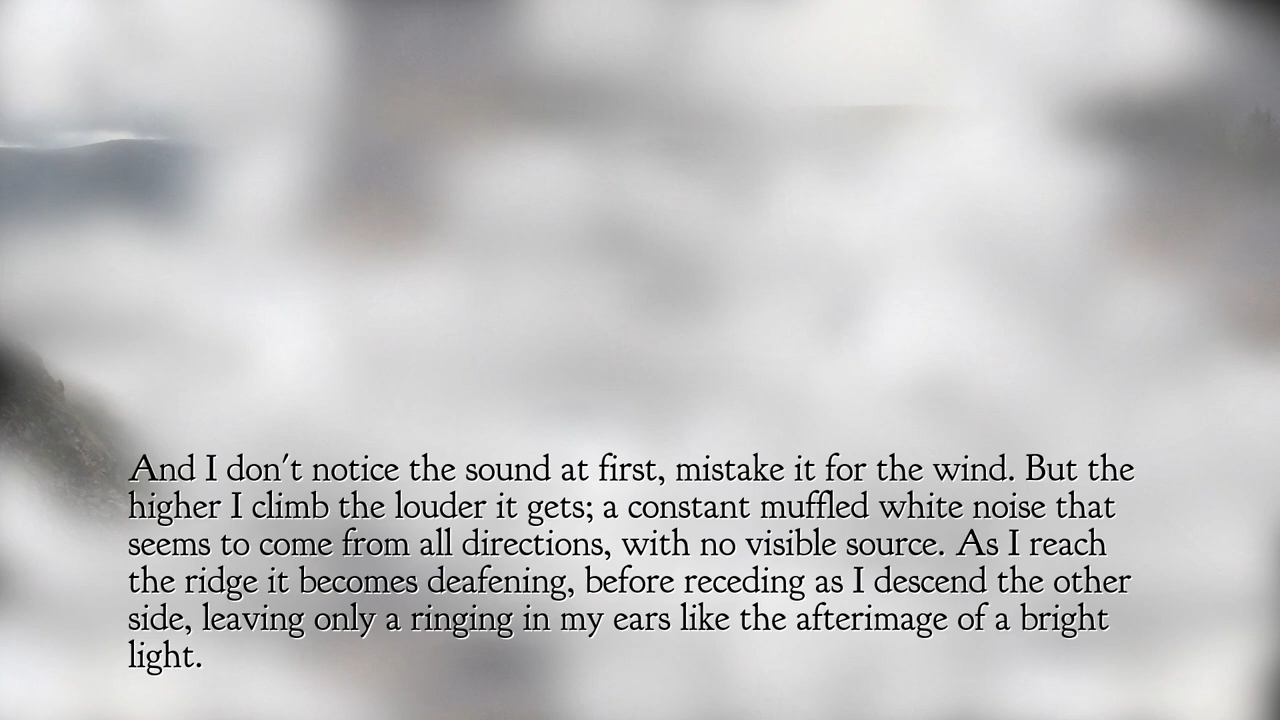 And I don't notice the sound at first, mistake it for the wind. But the
higher I climb the louder it gets; a constant muffled white noise that
seems to come from all directions, with no visible source. As I reach
the ridge it becomes deafening, before receding as I descend the other
side, leaving only a ringing in my ears like the afterimage of a bright
light.